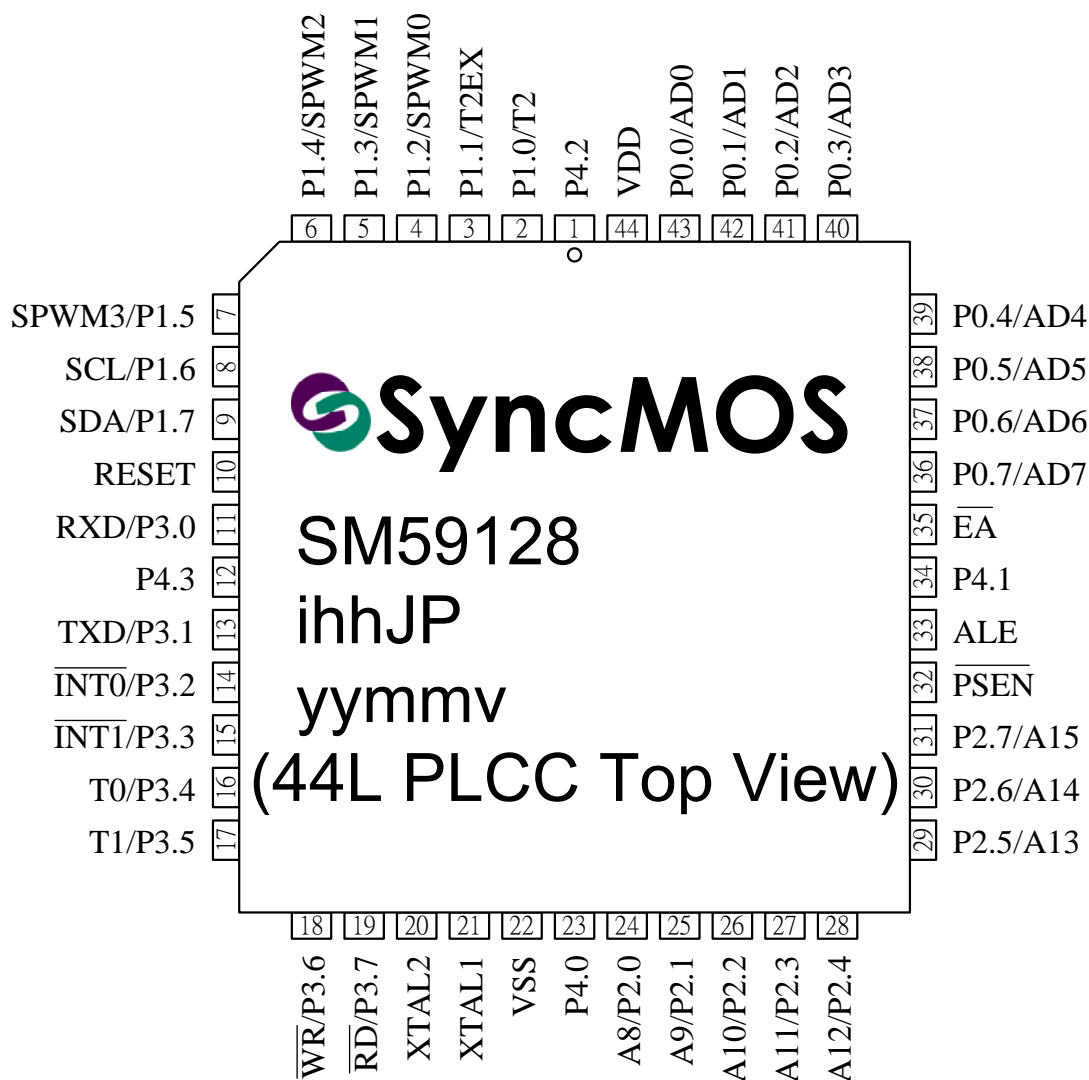 P1.4/SPWM2
P1.3/SPWM1
P1.2/SPWM0
P1.1/T2EX
P1.0/T2
P4.2
VDD
P0.0/AD0
P0.1/AD1
P0.2/AD2
P0.3/AD3
6 5 4 3 2 1 44 43 42 41 40
SPWM3/P1.5 7
SCL/P1.6 8
SDA/P1.7 9
RESET 10
RXD/P3.0 11
P4.3 12
TXD/P3.1 13
INT0/P3.2 14
INT1/P3.3 15
T0/P3.4 16
T1/P3.5 17
SyncMOS
SM59128
ihhJP
yymmv
(44L PLCC Top View)
39 P0.4/AD4
38 P0.5/AD5
37 P0.6/AD6
36 P0.7/AD7
35 EA
34 P4.1
33 ALE
32 PSEN
31 P2.7/A15
30 P2.6/A14
29 P2.5/A13
18 19 20 21 22 23 24 25 26 27 28
WR/P3.6
RD/P3.7
XTAL2
XTAL1
VSS
P4.0
A8/P2.0
A9/P2.1
A10/P2.2
A11/P2.3
A12/P2.4